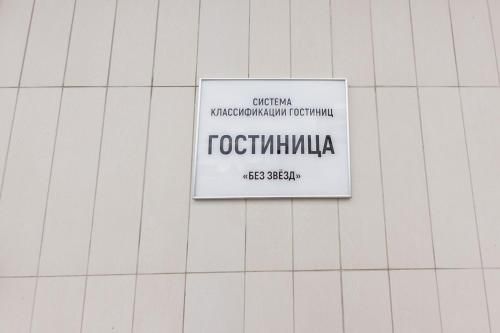 СИСТЕМА
КЛАССИФИКАЦИИ ГОСТИНИЦ
ГОСТИНИЦА
«БЕЗ ЗВЁЗД»